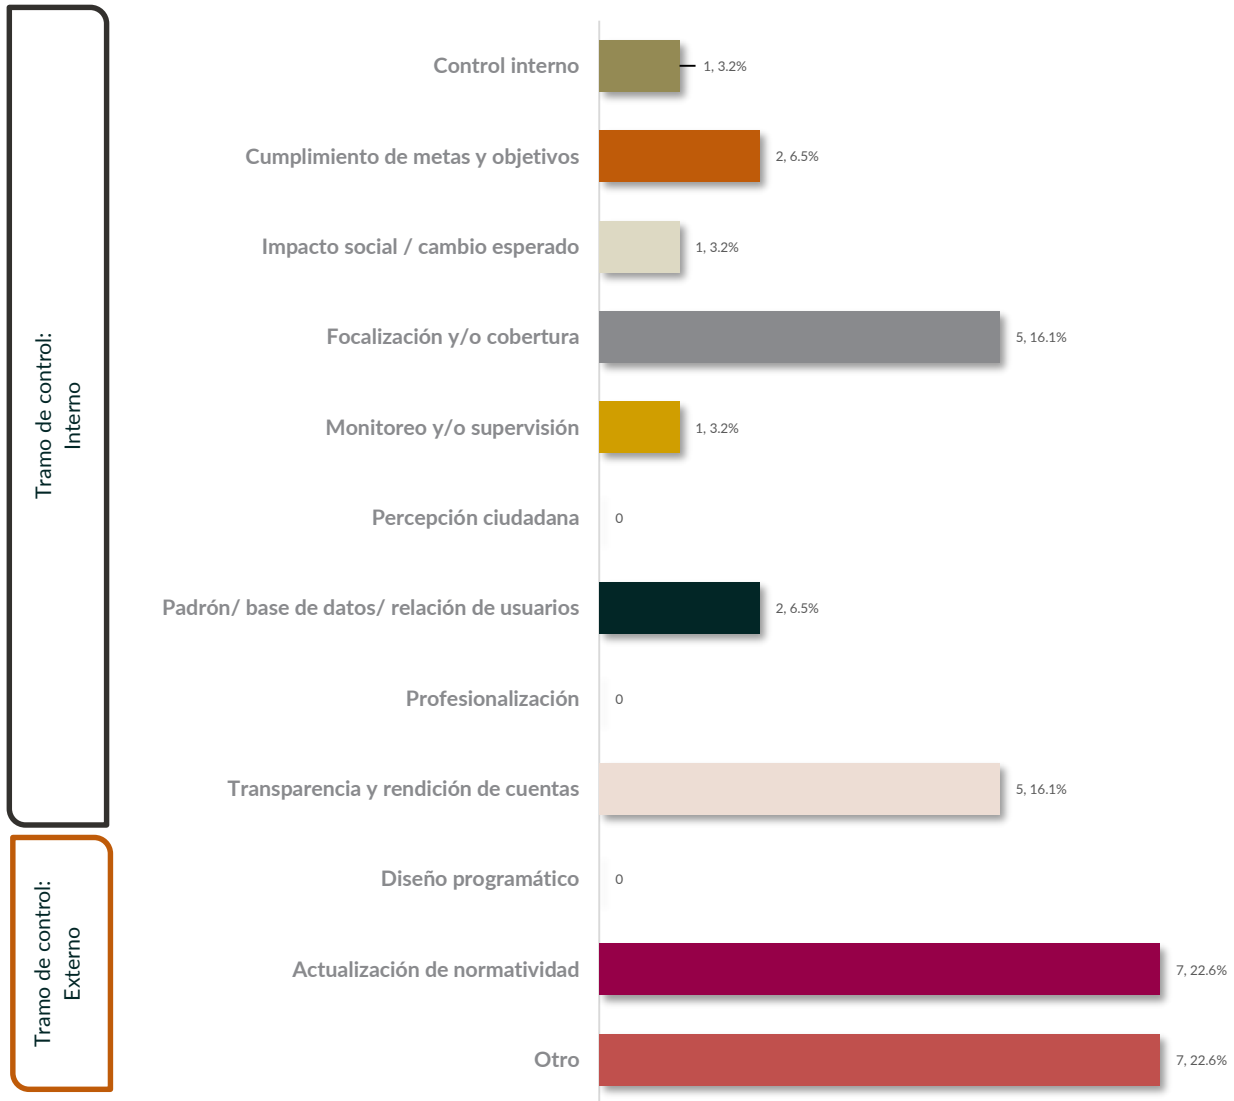 Tramo de control:
Interno
Control interno
1, 3.2%
Cumplimiento de metas y objetivos
2, 6.5%
Impacto social / cambio esperado
1, 3.2%
Focalización y/o cobertura
5, 16.1%
Monitoreo y/o supervisión
1, 3.2%
Percepción ciudadana
0
Padrón/ base de datos/ relación de usuarios
2, 6.5%
Profesionalización
0
Transparencia y rendición de cuentas
5, 16.1%
Tramo de control:
Externo
Diseño programático
0
Actualización de normatividad
7, 22.6%
Otro
7, 22.6%